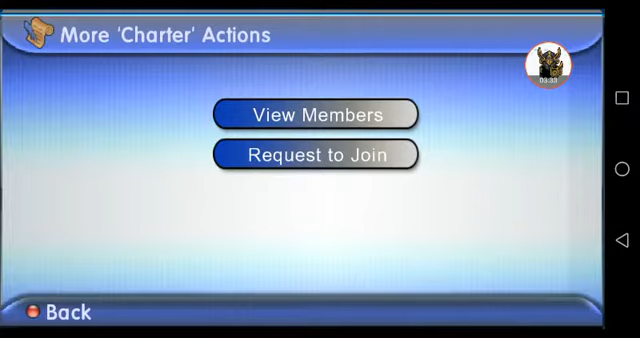 More 'Charter' Actions
03:33
View Members
Request to Join
Back